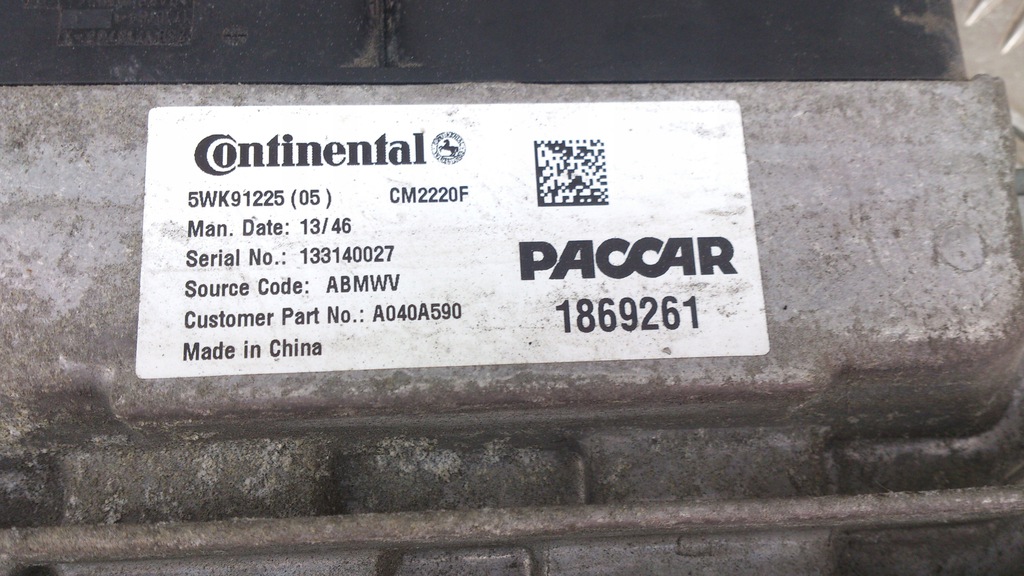 Continental
5WK91225 (05 ) CM2220F
Man. Date: 13/46
Serial No.: 133140027
Source Code: ABMWV
Customer Part No.: A040A590
Made in China
PACCAR
1869261